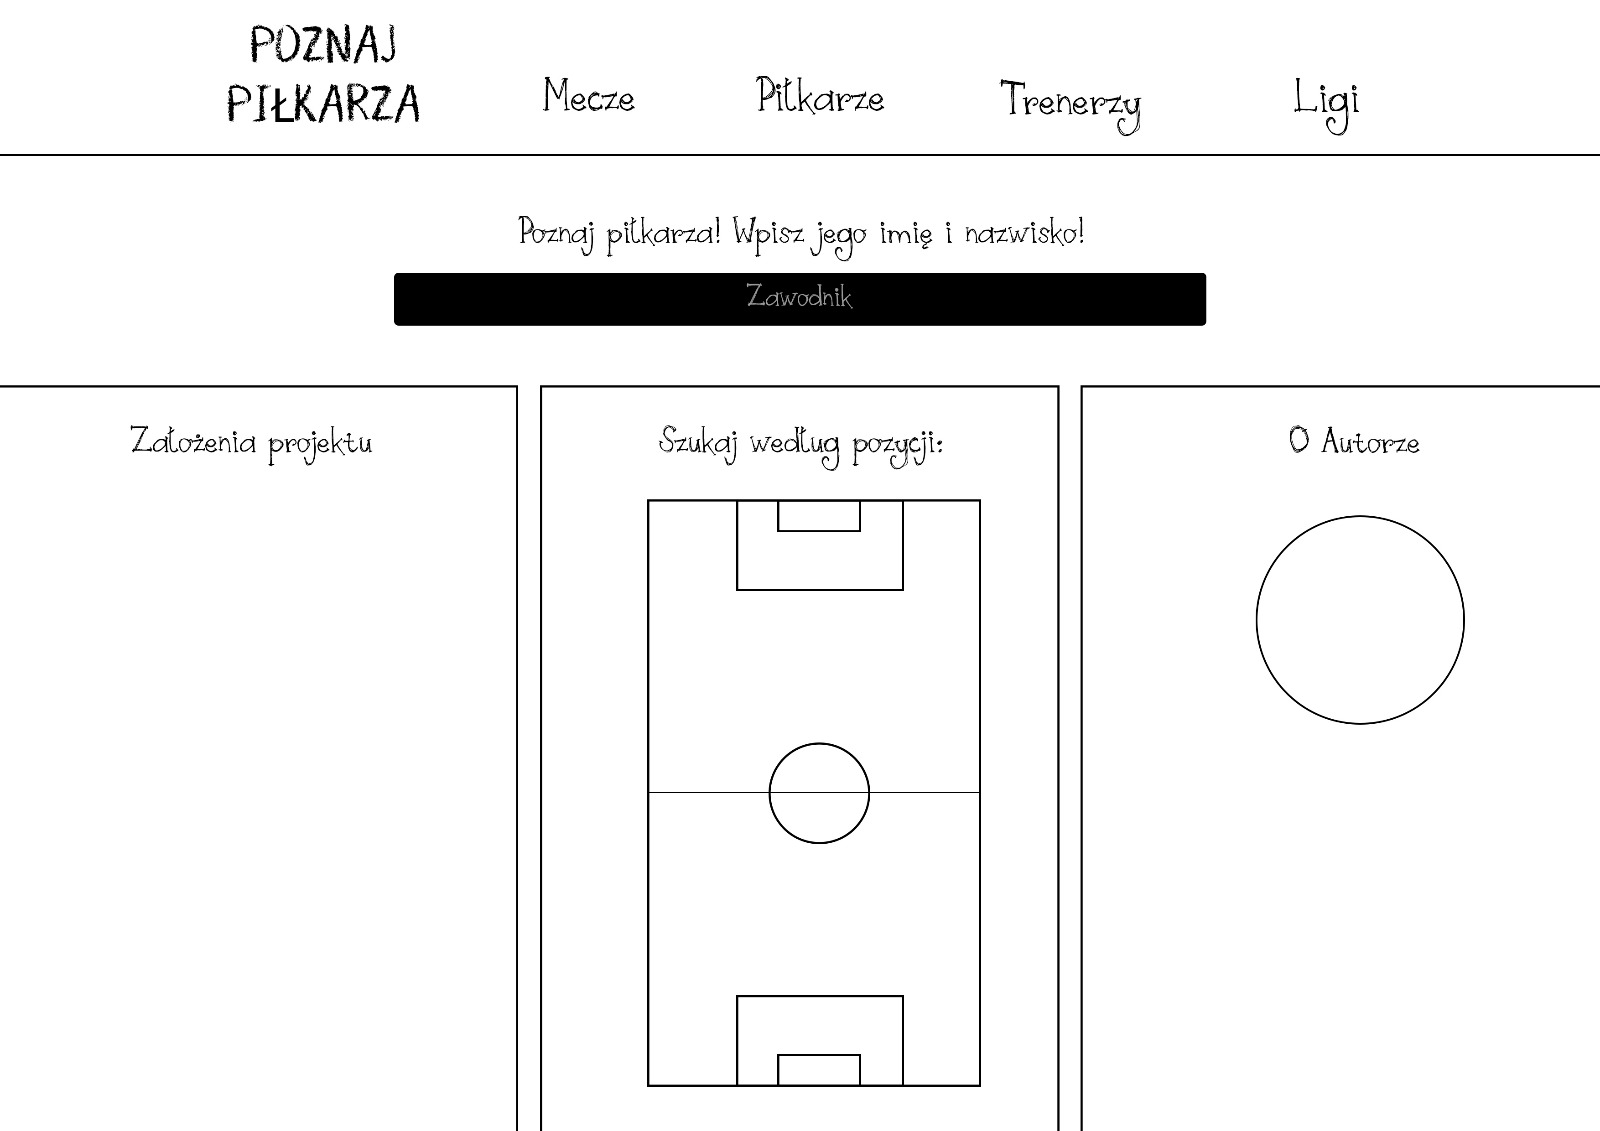 POZNAJ
PIŁKARZA
Mecze
Piłkarze
Trenerzy
Ligi
Poznaj piłkarza! Wpisz jego imię i nazwisko!
Zawodnik
Założenia projektu
Szukaj według pozycji:
O Autorze